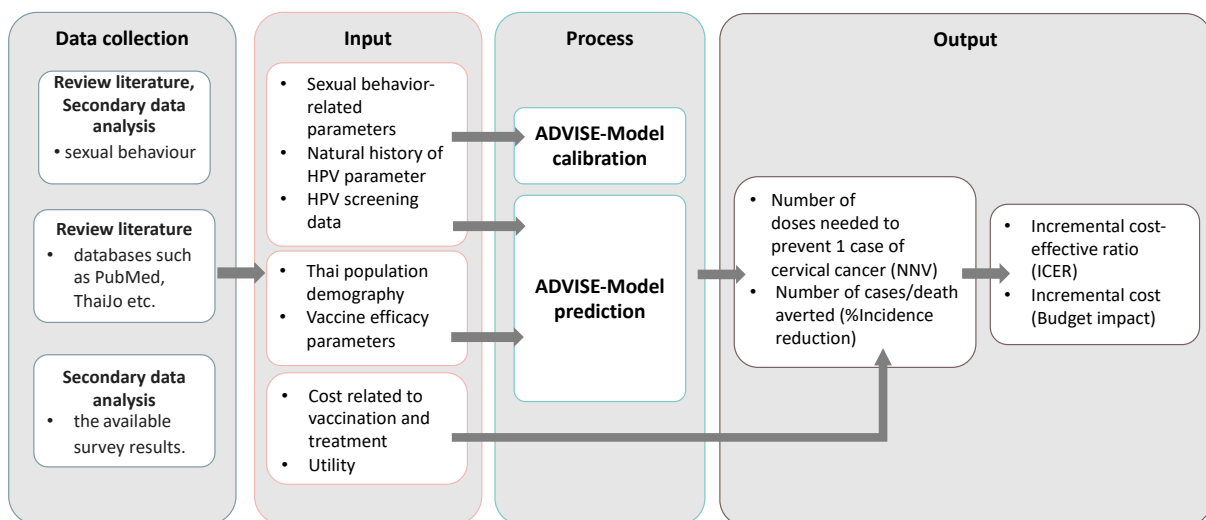 Data collection
Review literature,
Secondary data
analysis
• sexual behaviour
Review literature
• databases such
as PubMed,
ThaiJo etc.
Secondary data
analysis
• the available
survey results.
Input
• Sexual behavior-
related
parameters
• Natural history of
HPV parameter
• HPV screening
data
• Thai population
demography
• Vaccine efficacy
parameters
• Cost related to
vaccination and
treatment
• Utility
Process
ADVISE-Model
calibration
ADVISE-Model
prediction
Output
• Number of
doses needed to
prevent 1 case of
cervical cancer (NNV)
• Number of cases/death
averted (%Incidence
reduction)
• Incremental cost-
effective ratio
(ICER)
• Incremental cost
(Budget impact)